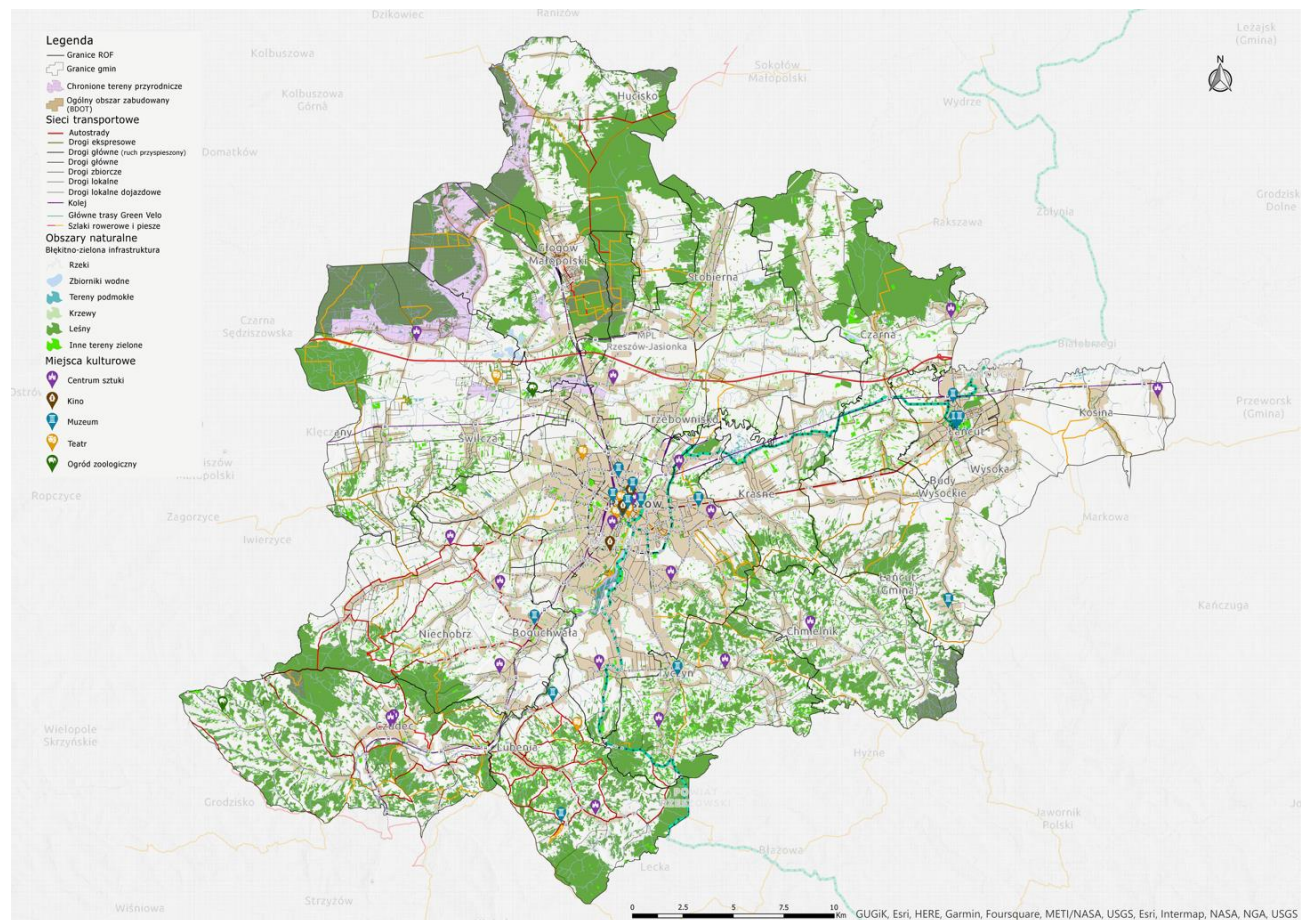 Legenda
Granice ROF
Granice gmin
Chronione tereny przyrodnicze
Ogólny obszar zabudowany
(BDOT)
Sieci transportowe
Autostrady
Drogi ekspresowe
Drogi główne (ruch przyspieszony)
Drogi główne
Drogi zbiorcze
Drogi lokalne
Drogi lokalne dojazdowe
Kolej
Główne trasy Green Velo
Szlaki rowerowe i piesze
Obszary naturalne
Błękitno-zielona infrastruktura
Rzeki
Zbiorniki wodne
Tereny podmokłe
Krzewy
Leśny
Inne tereny zielone
Miejsca kulturowe
Centrum sztuki
Kino
Muzeum
Teatr
Ogród zoologiczny
Dzikowiec
Raniżów
Leżajsk
(Gmina)
Kolbuszowa
Sokołów
Małopolski
N
Kolbuszowa
Górna
Hucisko
Wydrze
Domatków
Grodzisk
Dolne
Rakszawa
Żołynia
Głogów
Małopolski
Stobierna
Czarna
Sędziszowska
MPL
Rzeszów-Jasionka
Czarna
Białobrzegi
Przeworsk
(Gmina)
Kosina
Trzebownisko
Klęczany
Świlcza
Łańcut
Wysoka
Budy
Wysockie
Krasne
Ropczyce
Zagorzyce
Iwierzyce
Markowa
Łańcut
(Gmina)
Kańczuga
Niechobrz
Boguchwała
Chmielnik
Tyczyn
Wielopole
Skrzyńskie
Czudec
Lubenia
Hyżne
POWIAT
RZESZOWSKI
Grodzisko
Jawornik
Polski
Błażowa
Lecka
Strzyżów
Wiśniowa
0 2.5 5 7.5 10
Km
GUGiK, Esri, HERE, Garmin, Foursquare, METI/NASA, USGS, Esri, Intermap, NASA, NGA, USGS